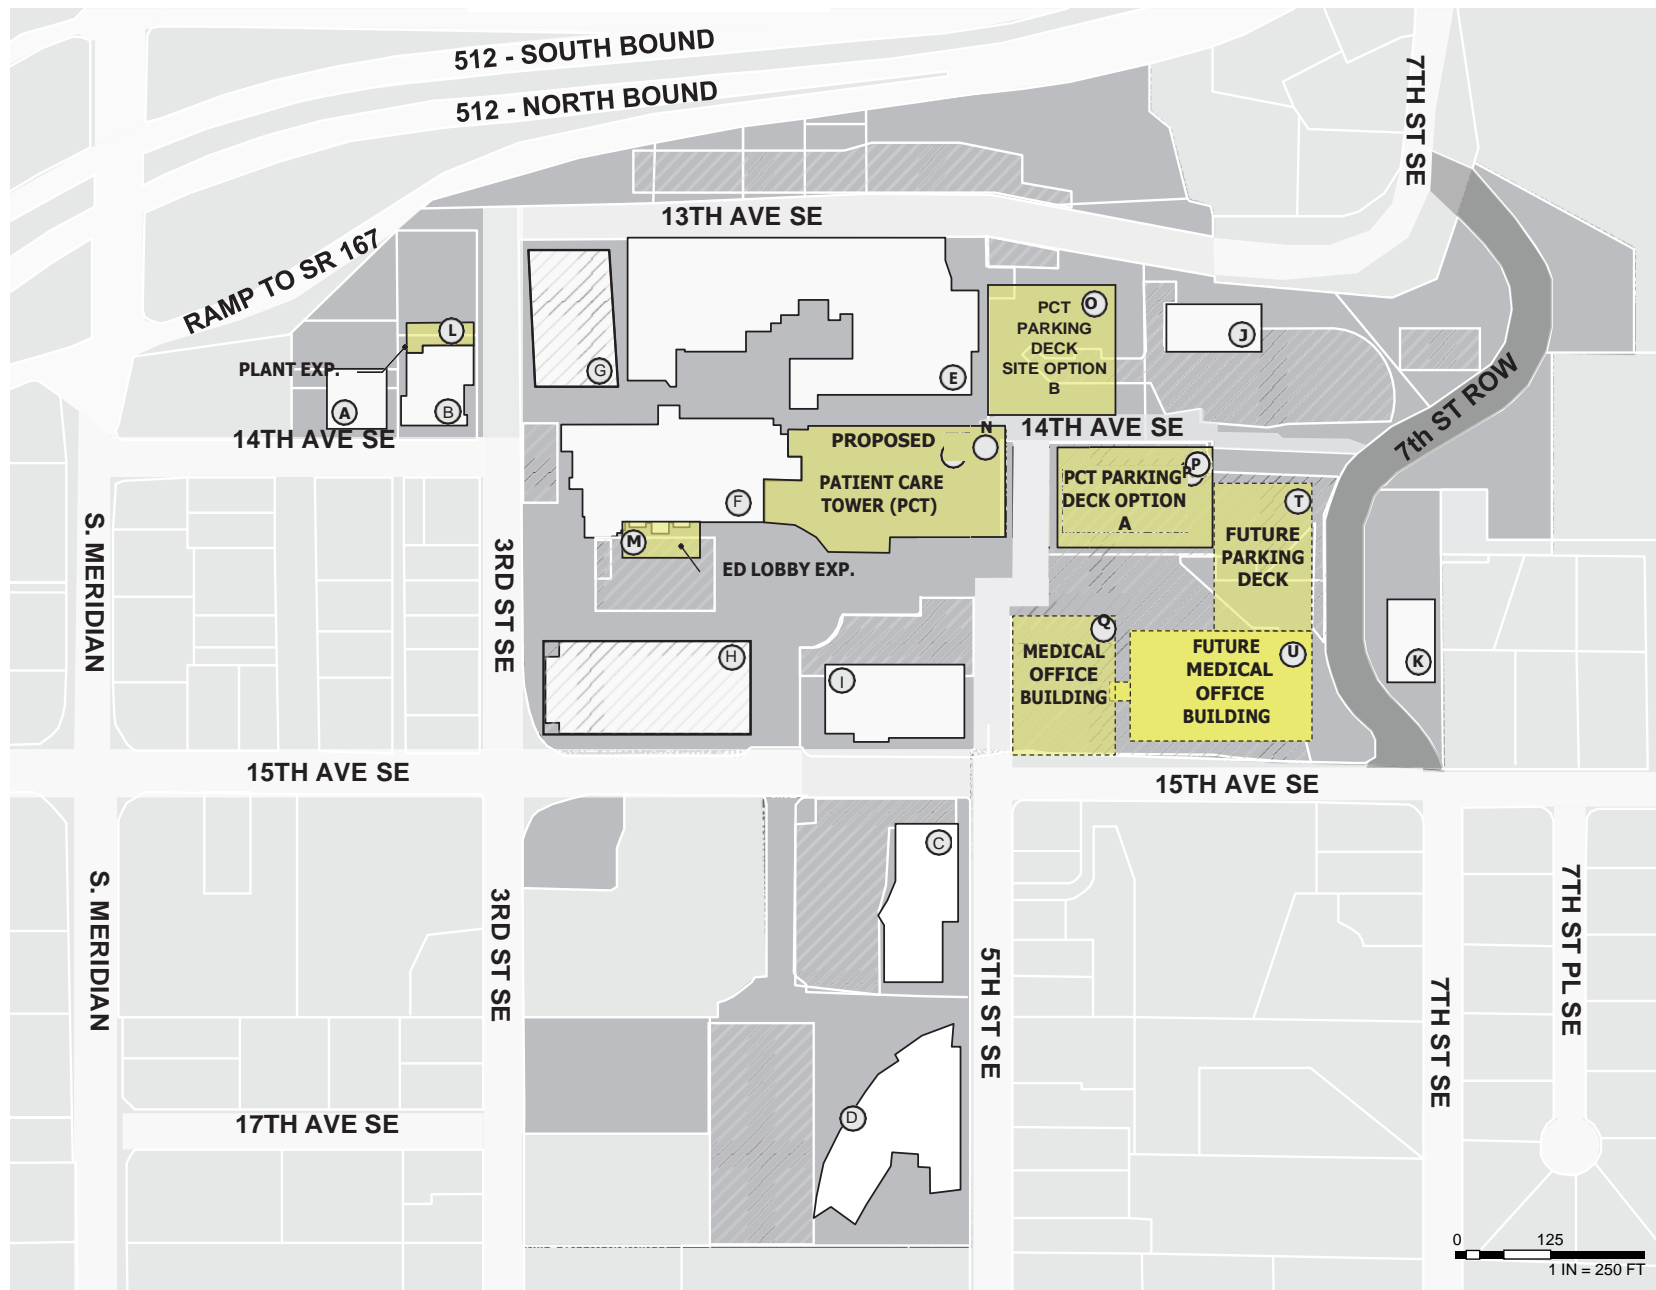 512 - SOUTH BOUND
512 - NORTH BOUND
7TH ST SE
13TH AVE SE
RAMP TO SR 167
L
PLANT EXP.
A
B
G
E
O
PCT
PARKING
DECK
SITE OPTION
B
J
14TH AVE SE
14TH AVE SE
7th ST ROW
PROPOSED
N
PATIENT CARE
TOWER (PCT)
F
M
ED LOBBY EXP.
P
P
PCT PARKING
DECK OPTION
A
T
FUTURE
PARKING
DECK
S. MERIDIAN
3RD ST SE
H
I
Q
MEDICAL
OFFICE
BUILDING
U
FUTURE
MEDICAL
OFFICE
BUILDING
K
15TH AVE SE
15TH AVE SE
C
S. MERIDIAN
3RD ST SE
5TH ST SE
7TH ST SE
7TH ST PL SE
D
17TH AVE SE
0 125
1 IN = 250 FT